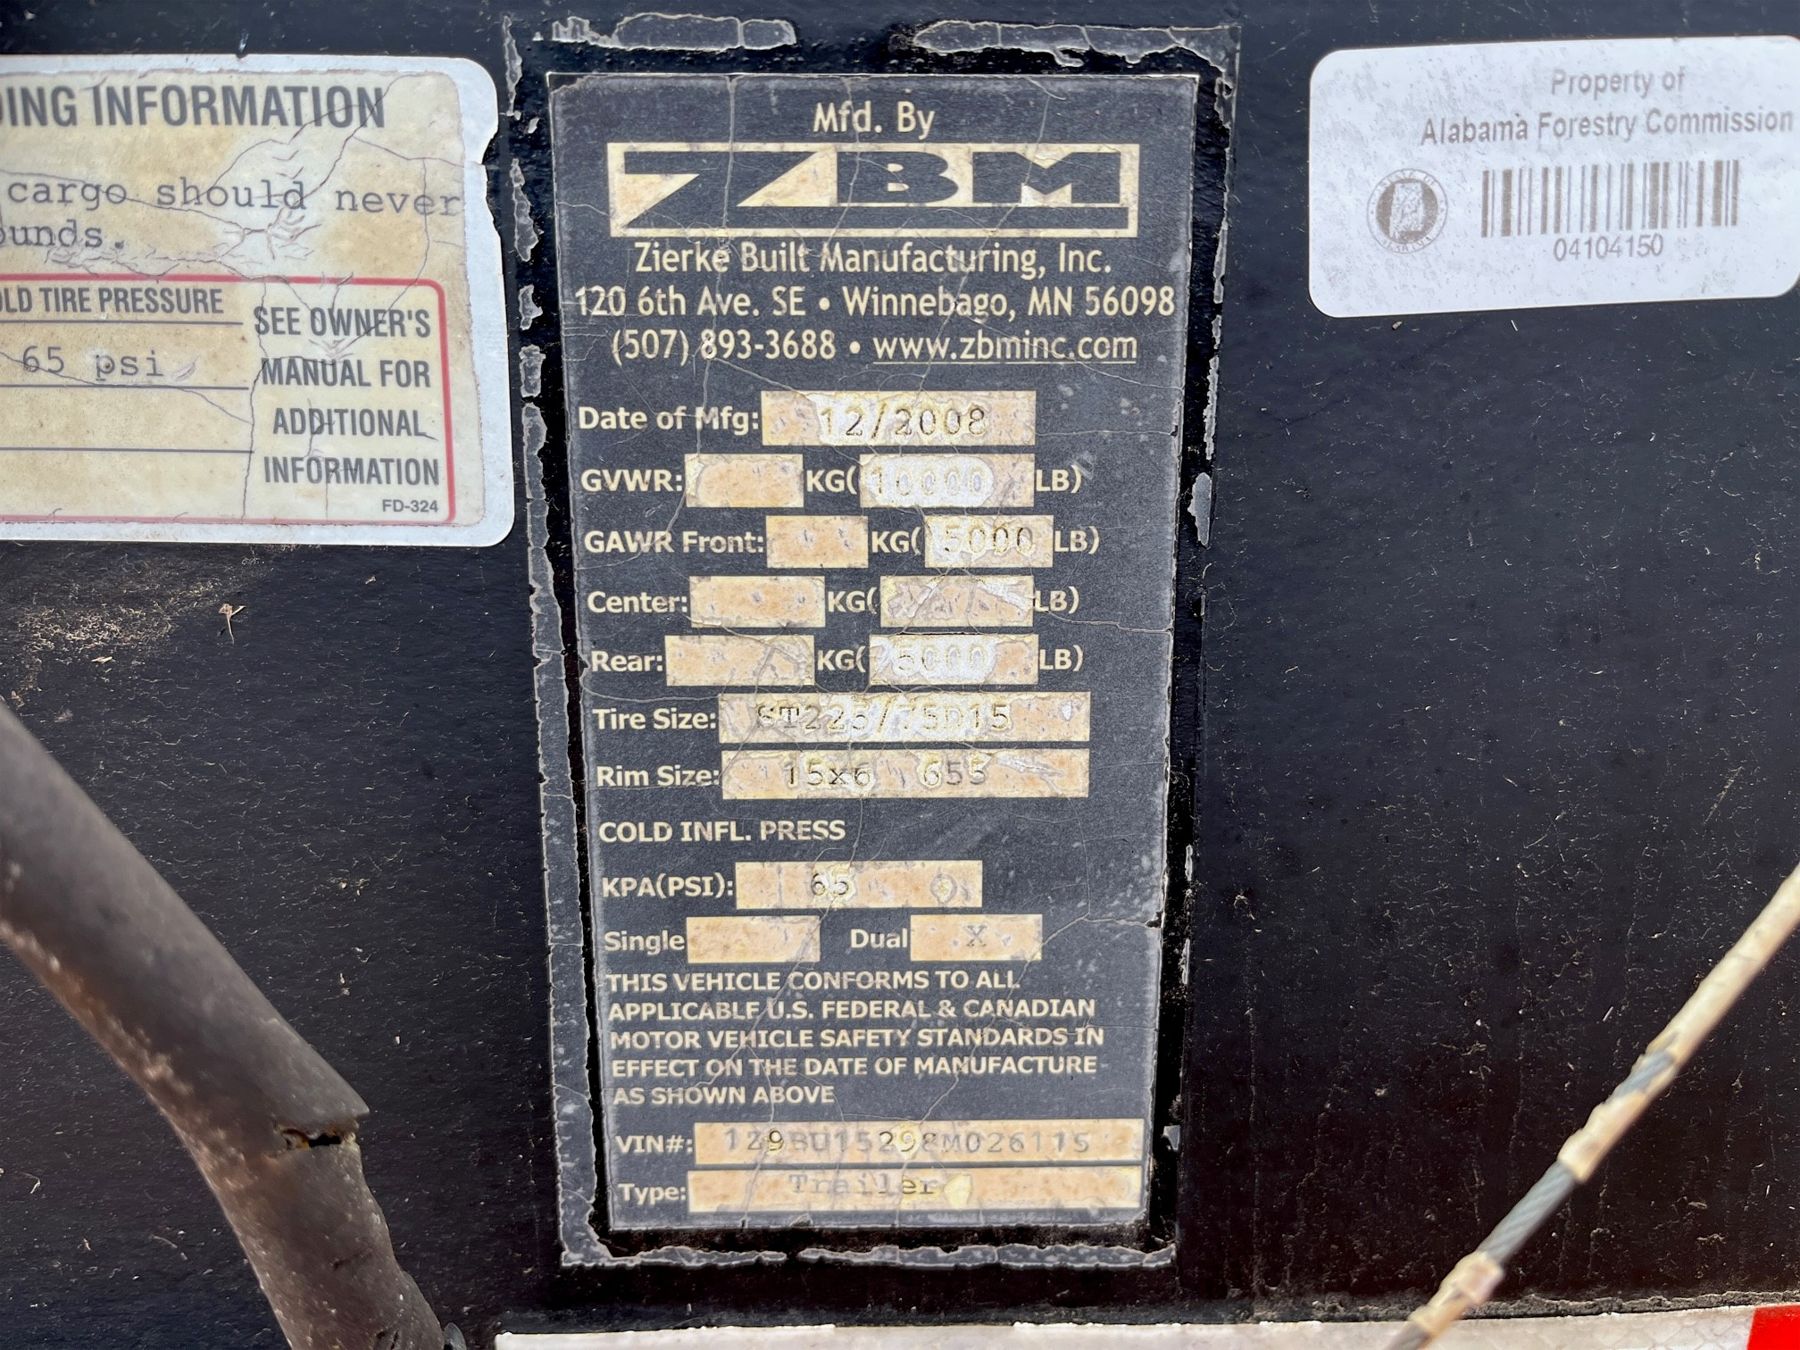 DING INFORMATION
cargo should never
ounds.
OLD TIRE PRESSURE
65 psi
SEE OWNER'S
MANUAL FOR
ADDITIONAL
INFORMATION
FD-324
Mfd. By
ZBM
Zierke Built Manufacturing, Inc.
120 6th Ave. SE • Winnebago, MN 56098
(507) 893-3688 • www.zbminc.com
Date of Mfg: 12/2008
GVWR: KG( 10000 LB)
GAWR Front: KG( 5000 LB)
Center: KG( LB)
Rear: KG( 5000 LB)
Tire Size: ST225/75D15
Rim Size: 15x6 655
COLD INFL. PRESS
KPA(PSI): 65
Single Dual X
THIS VEHICLE CONFORMS TO ALL
APPLICABLE U.S. FEDERAL & CANADIAN
MOTOR VEHICLE SAFETY STANDARDS IN
EFFECT ON THE DATE OF MANUFACTURE
AS SHOWN ABOVE
VIN#: 1Z9BU15298M026115
Type: Trailer
Property of
Alabama Forestry Commission
04104150